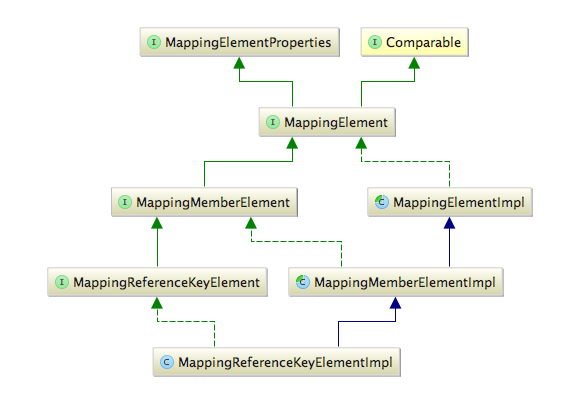 I MappingElementProperties
I Comparable
I MappingElement
I MappingMemberElement
C MappingElementImpl
I MappingReferenceKeyElement
C MappingMemberElementImpl
C MappingReferenceKeyElementImpl